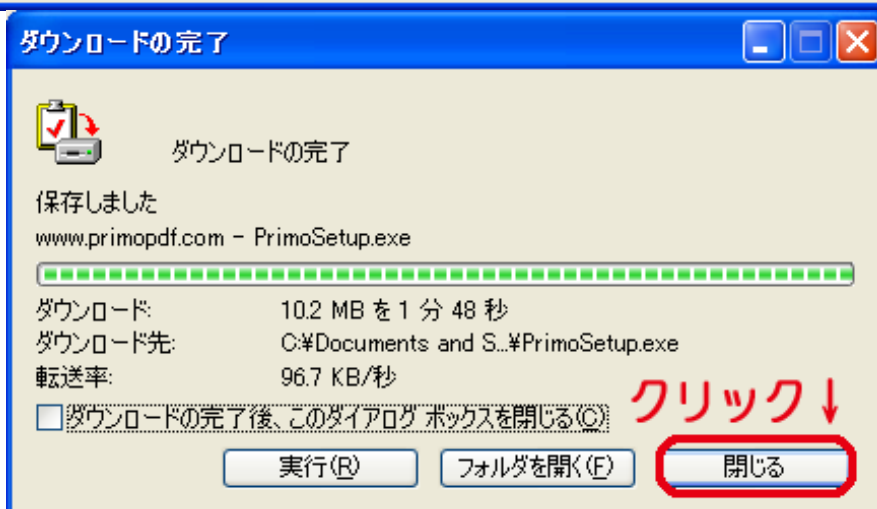 ダウンロードの完了
ダウンロードの完了
保存しました
www.primopdf.com － PrimoSetup.exe
ダウンロード: 10.2 MB を 1 分 48 秒
ダウンロード先: C:¥Documents and S...¥PrimoSetup.exe
転送率: 96.7 KB/秒
クリック↓
ダウンロードの完了後、このダイアログ ボックスを閉じる(C)
実行(R) フォルダを開く(F) 閉じる